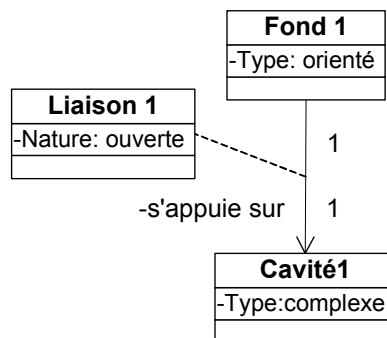 Fond 1
-Type: orienté
Liaison 1
-Nature: ouverte
1
-s'appuie sur
1
Cavité1
-Type:complexe